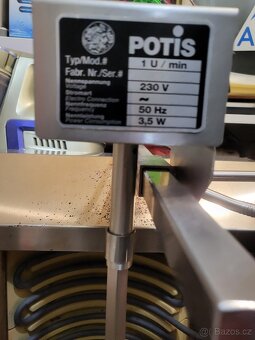 POTIS
Typ/Mod.# 1 U / min
Fabr. Nr./Ser.#
Nennspannung
Voltage 230 V
Stromart
Electro Connection ~
Nennfrequenz
Frequency 50 Hz
Nennleistung
Power Consumption 3,5 W
© Bazos.cz